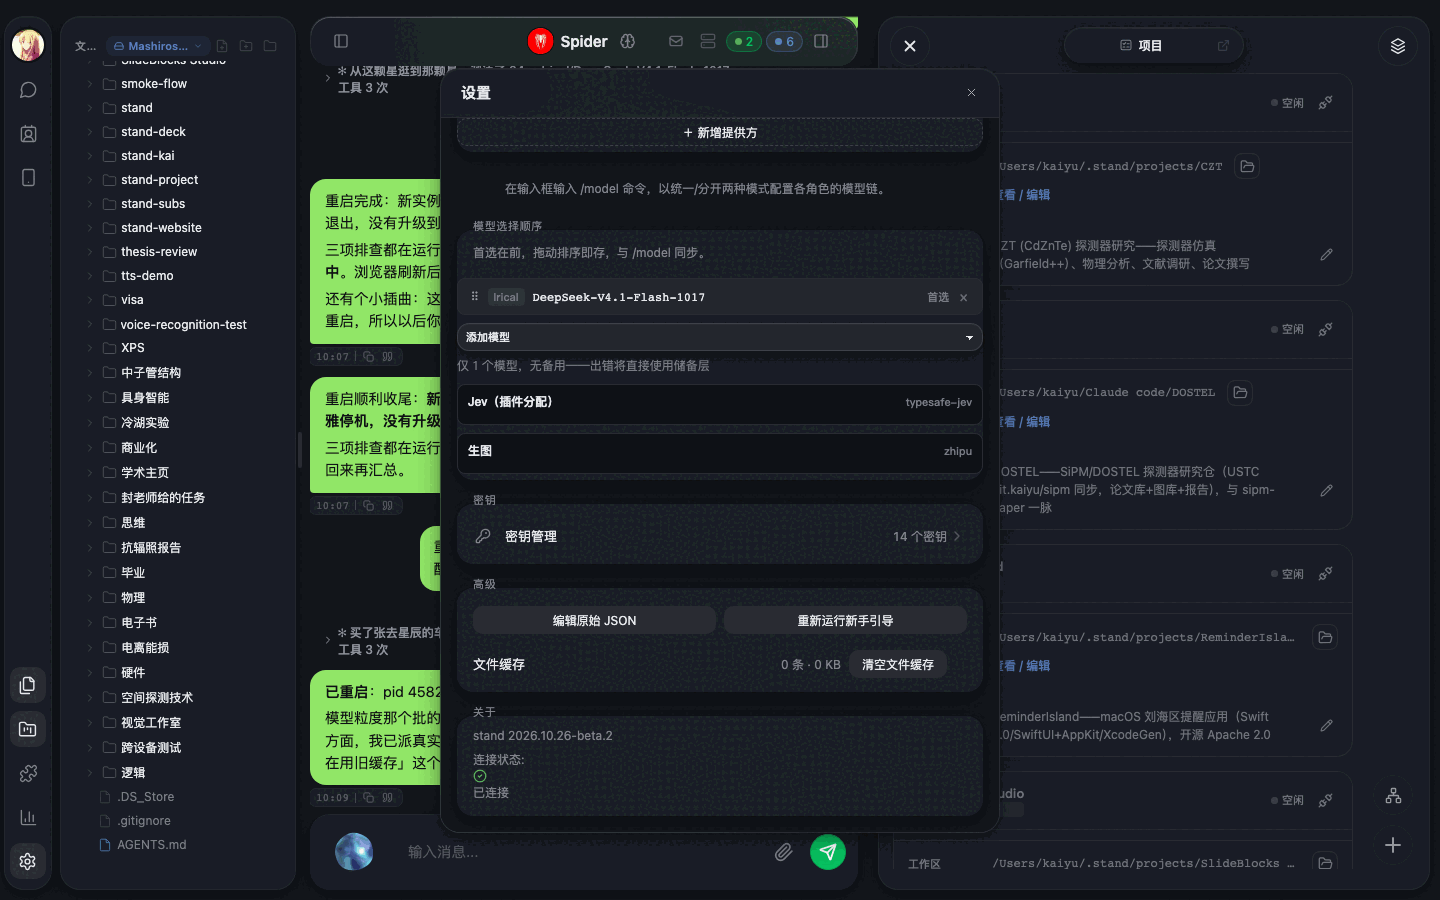 文...
Mashiros...
SlideBlocks Studio
smoke-flow
stand
stand-deck
stand-kai
stand-project
stand-subs
stand-website
thesis-review
tts-demo
visa
voice-recognition-test
XPS
中子管结构
具身智能
冷湖实验
商业化
学术主页
封老师给的任务
思维
抗辐照报告
毕业
物理
电子书
电离能损
硬件
空间探测技术
视觉工作室
跨设备测试
逻辑
.DS_Store
.gitignore
AGENTS.md
Spider
2
6
从这颗星逛到那颗星
工具 3 次
重启完成：新实例
退出，没有升级到
三项排查都在运行
中。浏览器刷新后
还有个小插曲：这
重启，所以以后你
10:07
重启顺利收尾：新
雅停机，没有升级
三项排查都在运行
回来再汇总。
10:07
买了张去星辰的车
工具 3 次
已重启：pid 4582
模型粒度那个批的
方面，我已派真实
在用旧缓存」这个
10:09
输入消息...
设置
+ 新增提供方
在输入框输入 /model 命令，以统一/分开两种模式配置各角色的模型链。
模型选择顺序
首选在前，拖动排序即存，与 /model 同步。
lrical DeepSeek-V4.1-Flash-1017 首选
添加模型
仅 1 个模型，无备用——出错将直接使用储备层
Jev（插件分配） typesafe-jev
生图 zhipu
密钥
密钥管理 14 个密钥
高级
编辑原始 JSON 重新运行新手引导
文件缓存 0 条 · 0 KB 清空文件缓存
关于
stand 2026.10.26-beta.2
连接状态:
已连接
项目
空闲
Users/kaiyu/.stand/projects/CZT
查看 / 编辑
ZT (CdZnTe) 探测器研究——探测器仿真
(Garfield++)、物理分析、文献调研、论文撰写
空闲
Users/kaiyu/Claude code/DOSTEL
查看 / 编辑
OSTEL——SiPM/DOSTEL 探测器研究仓（USTC
it.kaiyu/sipm 同步，论文库+图库+报告），与 sipm-
aper 一脉
d
空闲
Users/kaiyu/.stand/projects/ReminderIsla…
查看 / 编辑
eminderIsland——macOS 刘海区提醒应用（Swift
.0/SwiftUI+AppKit/XcodeGen），开源 Apache 2.0
udio
空闲
工作区 /Users/kaiyu/.stand/projects/SlideBlocks …